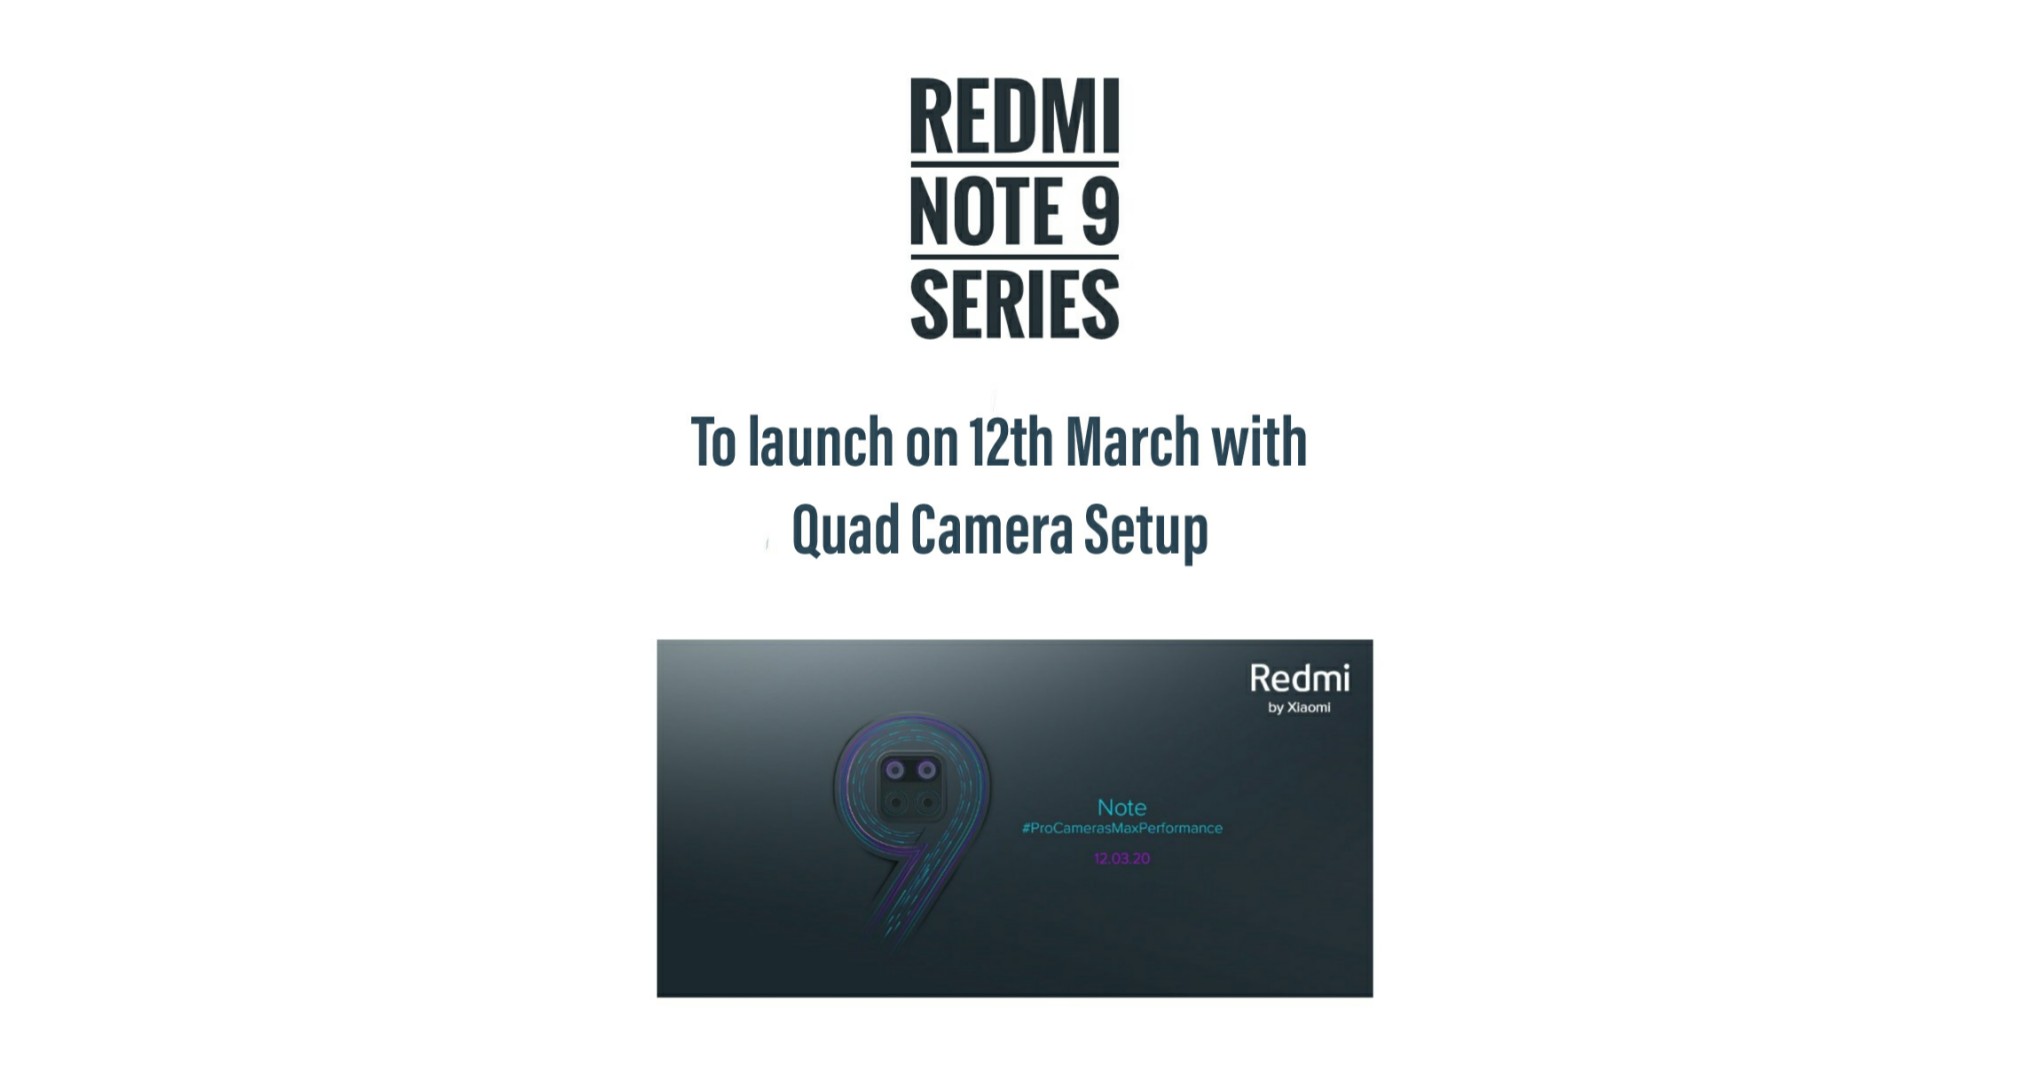 REDMI
NOTE 9
SERIES
To launch on 12th March with
Quad Camera Setup
Redmi
by Xiaomi
9
Note
#ProCamerasMaxPerformance
12.03.20